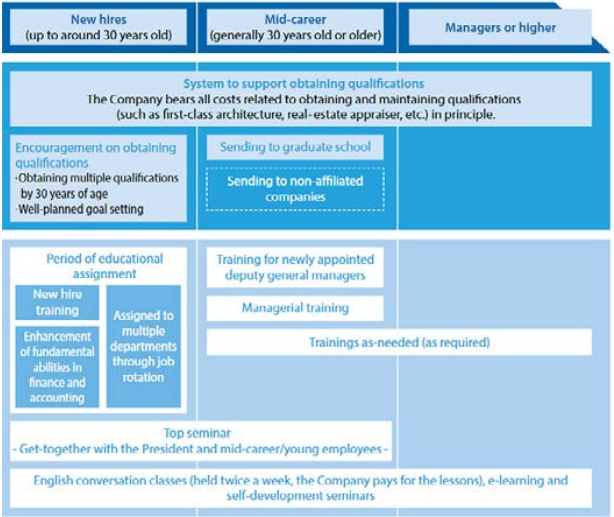 New hires
(up to around 30 years old)
Mid-career
(generally 30 years old or older)
Managers or higher
System to support obtaining qualifications
The Company bears all costs related to obtaining and maintaining qualifications
(such as first-class architecture, real-estate appraiser, etc.) in principle.
Encouragement on obtaining
qualifications
·Obtaining multiple qualifications
by 30 years of age
·Well-planned goal setting
Sending to graduate school
Sending to non-affiliated
companies
Period of educational
assignment
New hire
training
Enhancement
of fundamental
abilities in
finance and
accounting
Assigned to
multiple
departments
through job
rotation
Training for newly appointed
deputy general managers
Managerial training
Trainings as-needed (as required)
Top seminar
- Get-together with the President and mid-career/young employees -
English conversation classes (held twice a week, the Company pays for the lessons), e-learning and
self-development seminars